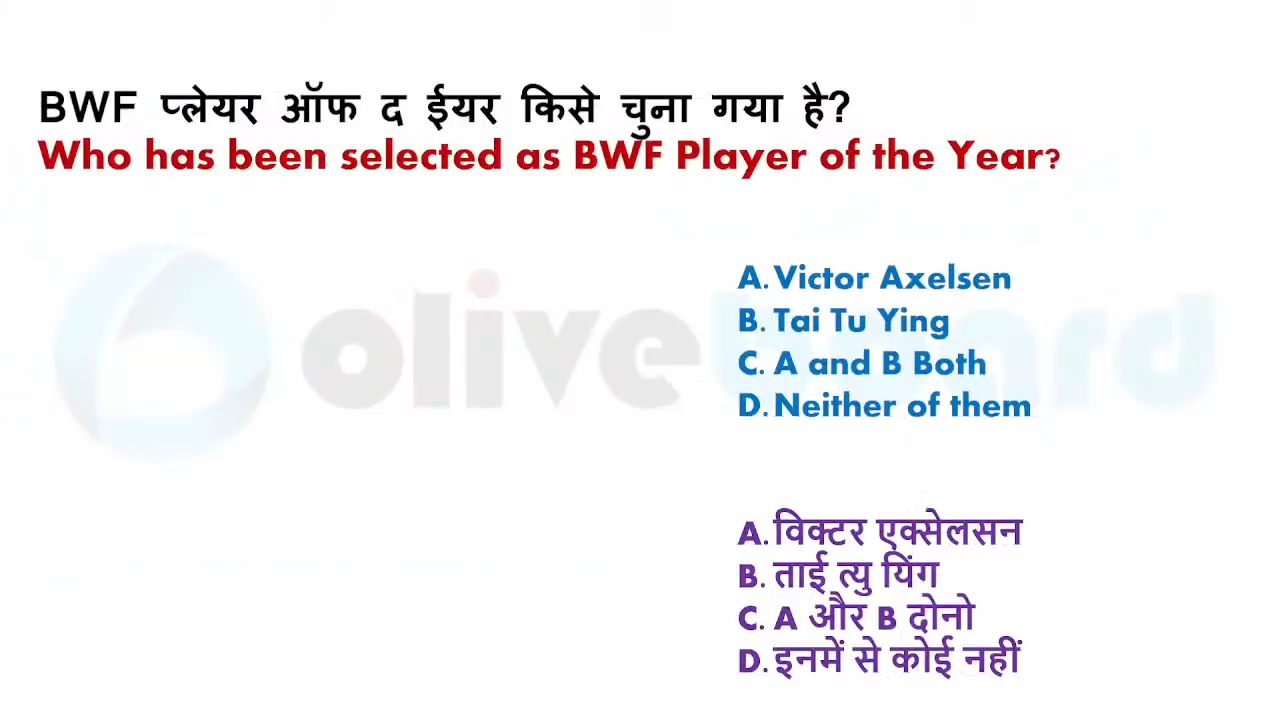 BWF प्लेयर ऑफ द ईयर किसे चुना गया है?
Who has been selected as BWF Player of the Year?
oliveboard
A. Victor Axelsen
B. Tai Tu Ying
C. A and B Both
D. Neither of them
A. विक्टर एक्सेलसन
B. ताई त्यु यिंग
C. A और B दोनो
D. इनमें से कोई नहीं